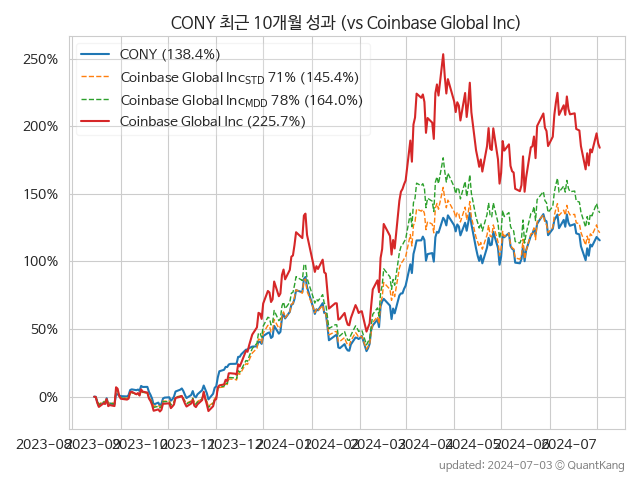 CONY 최근 10개월 성과 (vs Coinbase Global Inc)
CONY (138.4%)
Coinbase Global IncSTD 71% (145.4%)
Coinbase Global IncMDD 78% (164.0%)
Coinbase Global Inc (225.7%)
250%
200%
150%
100%
50%
0%
2023-08 2023-09 2023-10 2023-11 2023-12 2024-01 2024-02 2024-03 2024-04 2024-05 2024-06 2024-07
updated: 2024-07-03 © QuantKang